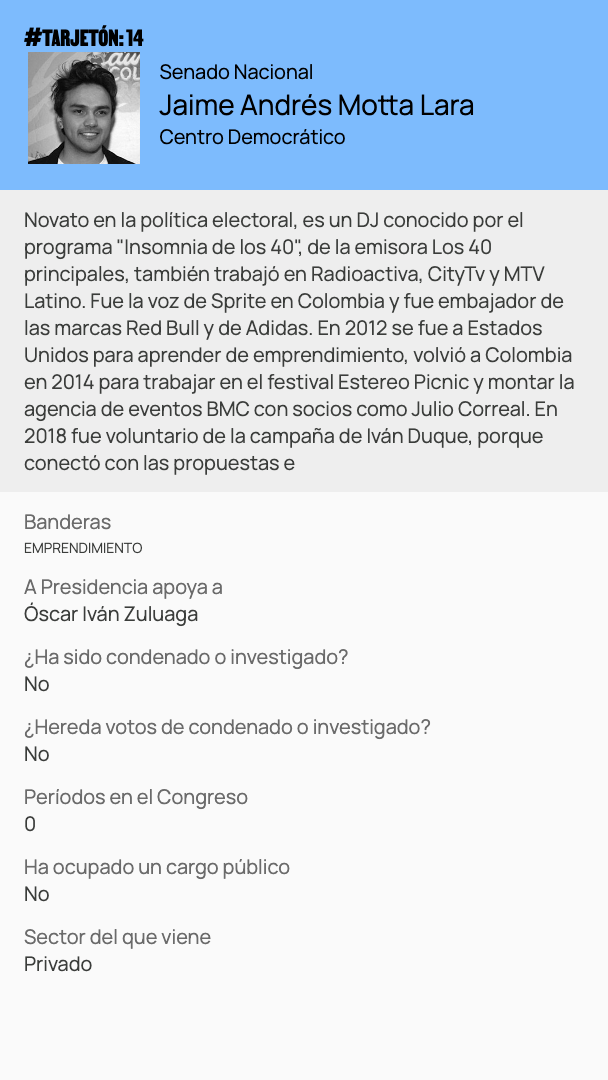 #TARJETÓN: 14
Senado Nacional
Jaime Andrés Motta Lara
Centro Democrático
Novato en la política electoral, es un DJ conocido por el
programa "Insomnia de los 40", de la emisora Los 40
principales, también trabajó en Radioactiva, CityTv y MTV
Latino. Fue la voz de Sprite en Colombia y fue embajador de
las marcas Red Bull y de Adidas. En 2012 se fue a Estados
Unidos para aprender de emprendimiento, volvió a Colombia
en 2014 para trabajar en el festival Estereo Picnic y montar la
agencia de eventos BMC con socios como Julio Correal. En
2018 fue voluntario de la campaña de Iván Duque, porque
conectó con las propuestas e
Banderas
EMPRENDIMIENTO
A Presidencia apoya a
Óscar Iván Zuluaga
¿Ha sido condenado o investigado?
No
¿Hereda votos de condenado o investigado?
No
Períodos en el Congreso
0
Ha ocupado un cargo público
No
Sector del que viene
Privado